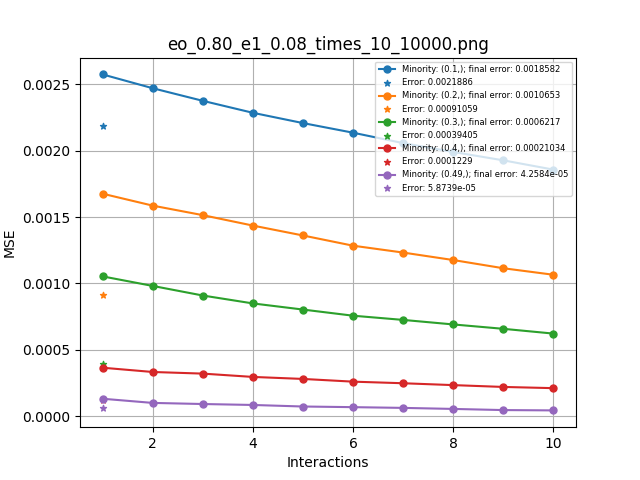 eo_0.80_e1_0.08_times_10_10000.png
Minority: (0.1,); final error: 0.0018582
Error: 0.0021886
Minority: (0.2,); final error: 0.0010653
Error: 0.00091059
Minority: (0.3,); final error: 0.0006217
Error: 0.00039405
Minority: (0.4,); final error: 0.00021034
Error: 0.0001229
Minority: (0.49,); final error: 4.2584e-05
Error: 5.8739e-05
MSE
0.0025
0.0020
0.0015
0.0010
0.0005
0.0000
2 4 6 8 10
Interactions